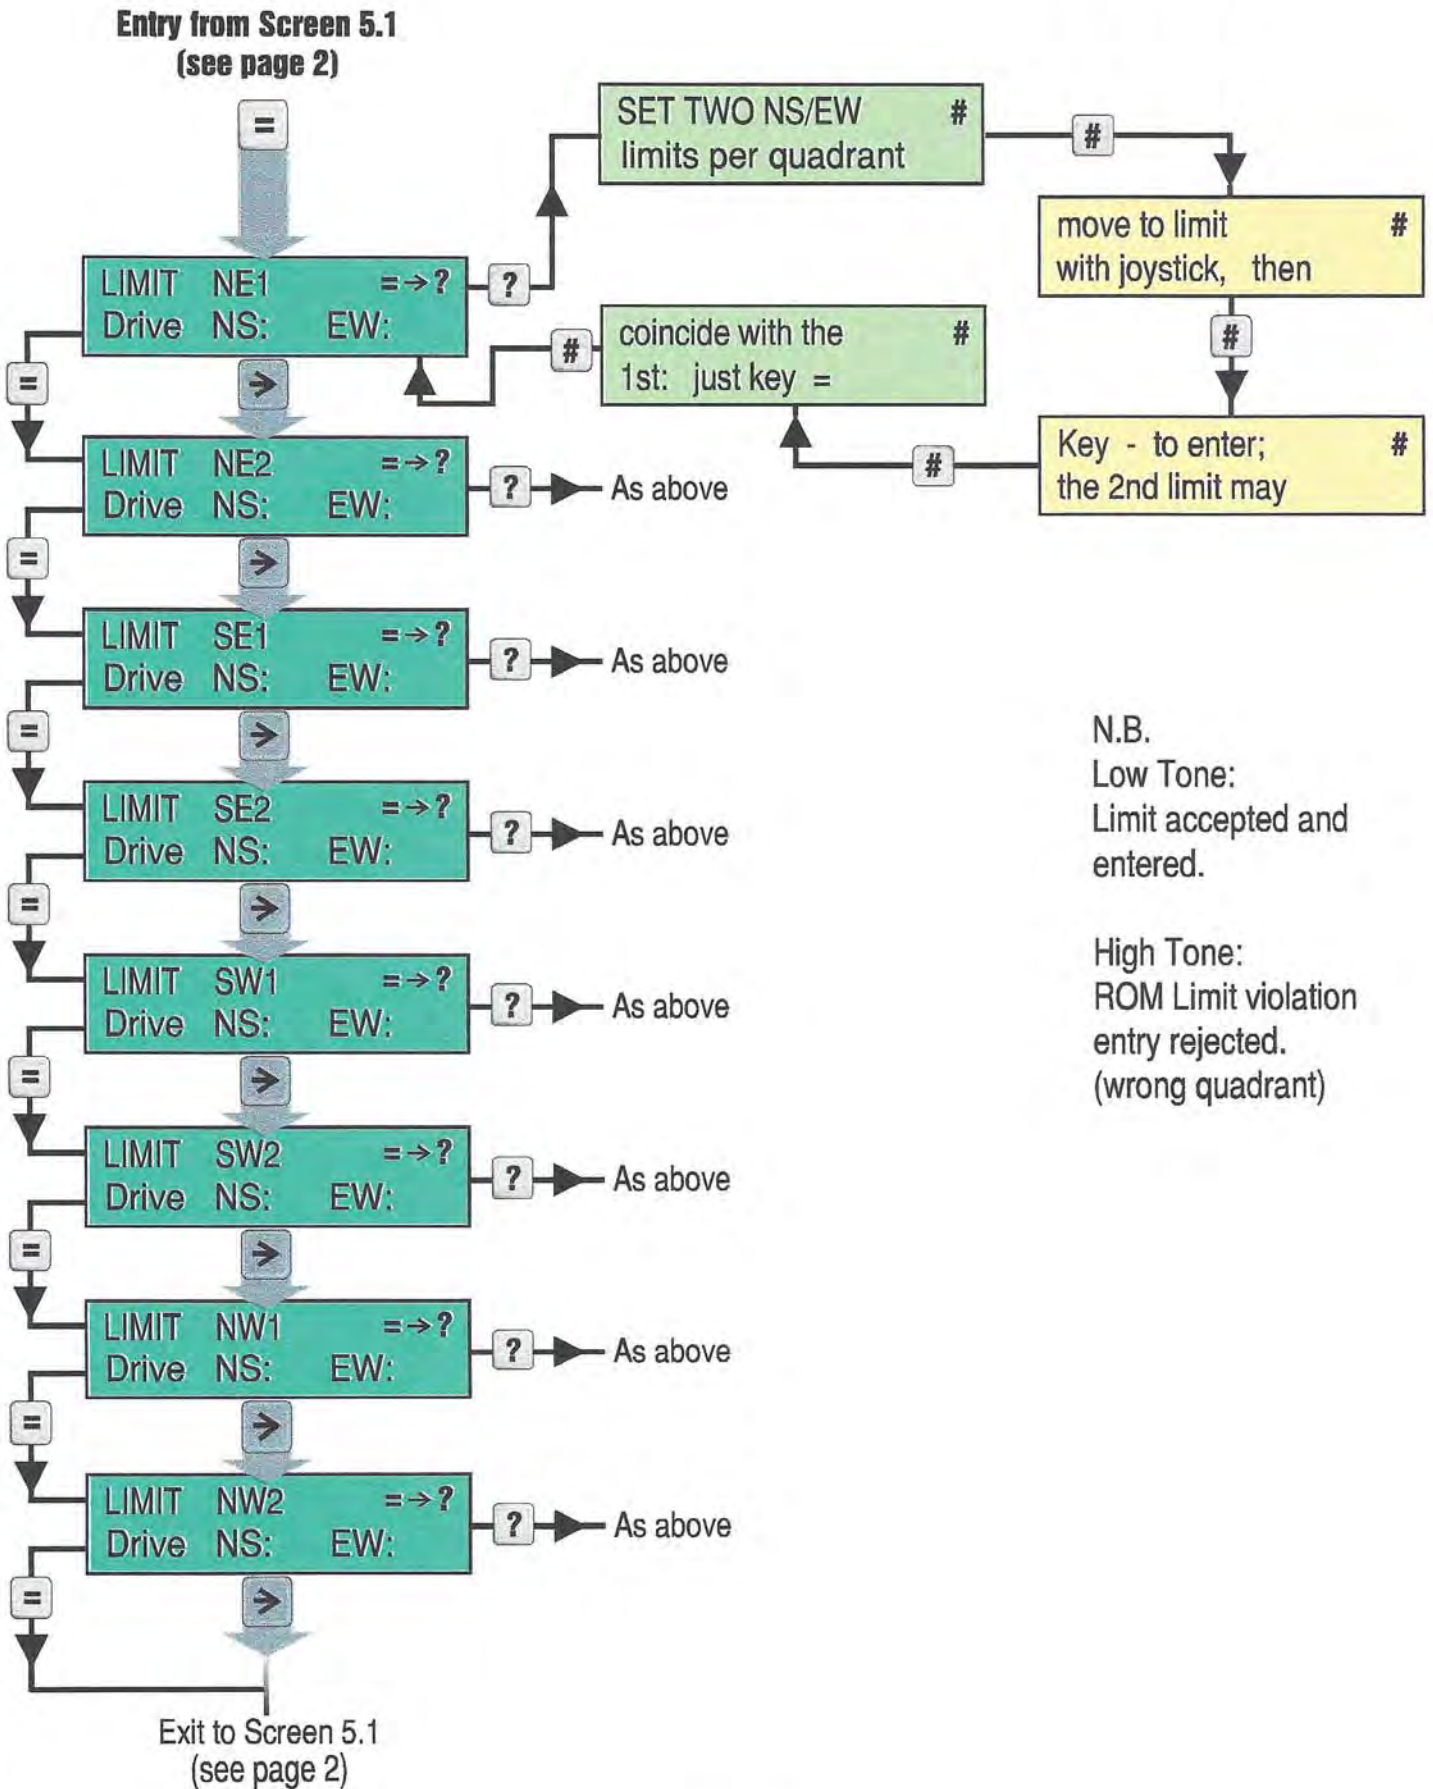 Entry from Screen 5.1
(see page 2)
=
SET TWO NS/EW #
limits per quadrant
#
move to limit #
with joystick, then
#
Key - to enter; #
the 2nd limit may
#
coincide with the #
1st: just key =
#
LIMIT NE1 =→?
Drive NS: EW:
?
=
→
LIMIT NE2 =→?
Drive NS: EW:
?
As above
=
→
LIMIT SE1 =→?
Drive NS: EW:
?
As above
=
→
LIMIT SE2 =→?
Drive NS: EW:
?
As above
=
→
LIMIT SW1 =→?
Drive NS: EW:
?
As above
=
→
LIMIT SW2 =→?
Drive NS: EW:
?
As above
=
→
LIMIT NW1 =→?
Drive NS: EW:
?
As above
=
→
LIMIT NW2 =→?
Drive NS: EW:
?
As above
=
→
Exit to Screen 5.1
(see page 2)
N.B.
Low Tone:
Limit accepted and
entered.
High Tone:
ROM Limit violation
entry rejected.
(wrong quadrant)